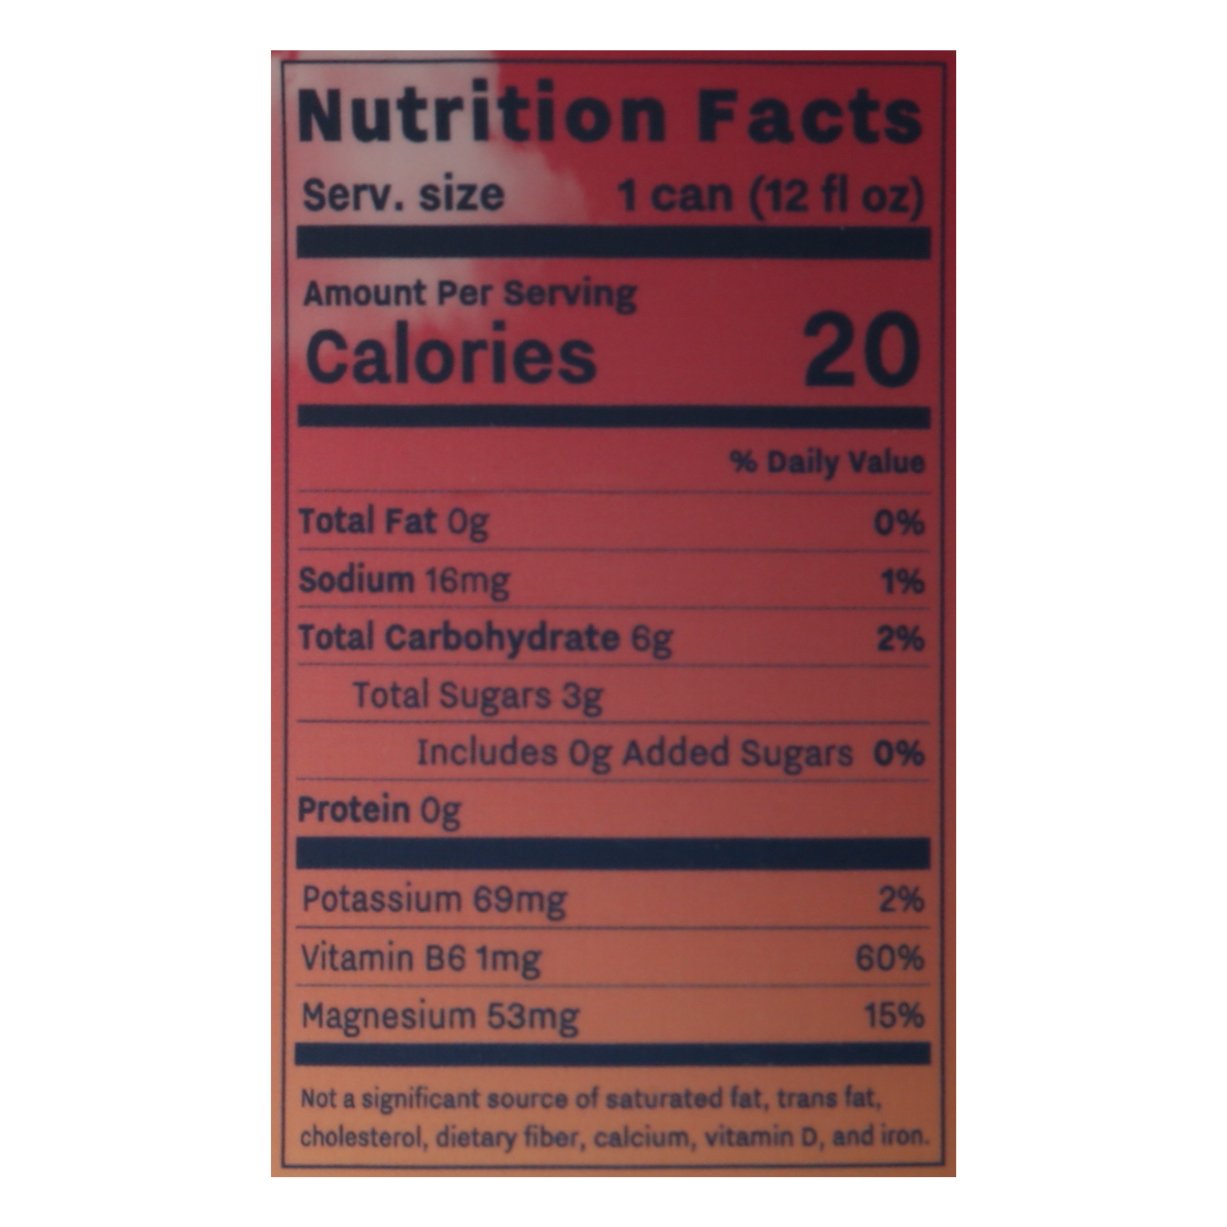 Nutrition Facts
Serv. size 1 can (12 fl oz)
Amount Per Serving
Calories 20
% Daily Value
Total Fat 0g 0%
Sodium 16mg 1%
Total Carbohydrate 6g 2%
Total Sugars 3g
Includes 0g Added Sugars 0%
Protein 0g
Potassium 69mg 2%
Vitamin B6 1mg 60%
Magnesium 53mg 15%
Not a significant source of saturated fat, trans fat,
cholesterol, dietary fiber, calcium, vitamin D, and iron.